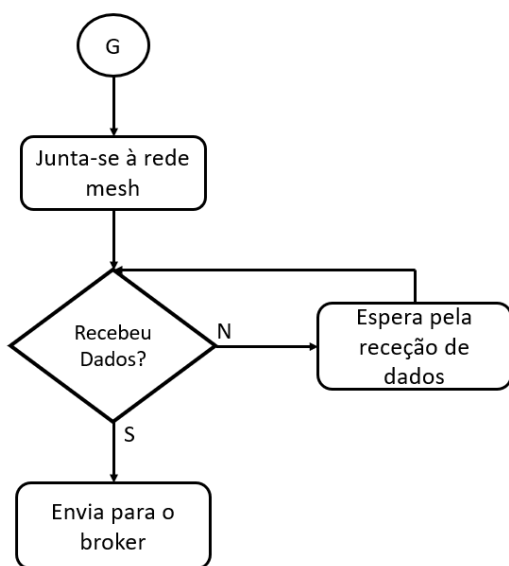 G
Junta-se à rede
mesh
Recebeu
Dados?
N
Espera pela
receção de
dados
S
Envia para o
broker